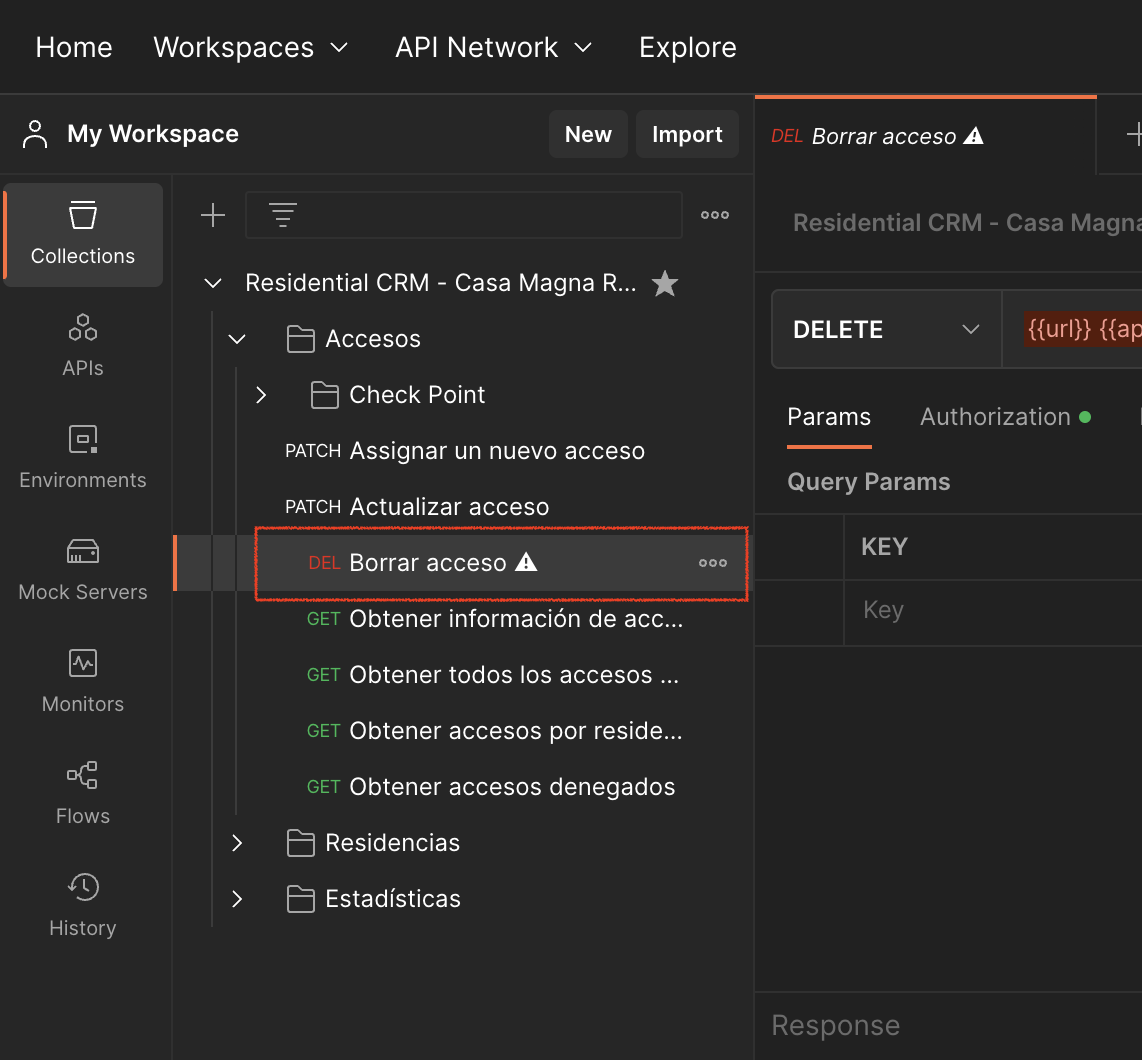 Home Workspaces API Network Explore
My Workspace New Import
DEL Borrar acceso
Collections
APIs
Environments
Mock Servers
Monitors
Flows
History
Residential CRM - Casa Magna R...
Accesos
Check Point
PATCH Assignar un nuevo acceso
PATCH Actualizar acceso
DEL Borrar acceso
GET Obtener información de acc...
GET Obtener todos los accesos ...
GET Obtener accesos por reside...
GET Obtener accesos denegados
Residencias
Estadísticas
Residential CRM - Casa Magna
DELETE {{url}} {{ap
Params Authorization
Query Params
KEY
Key
Response